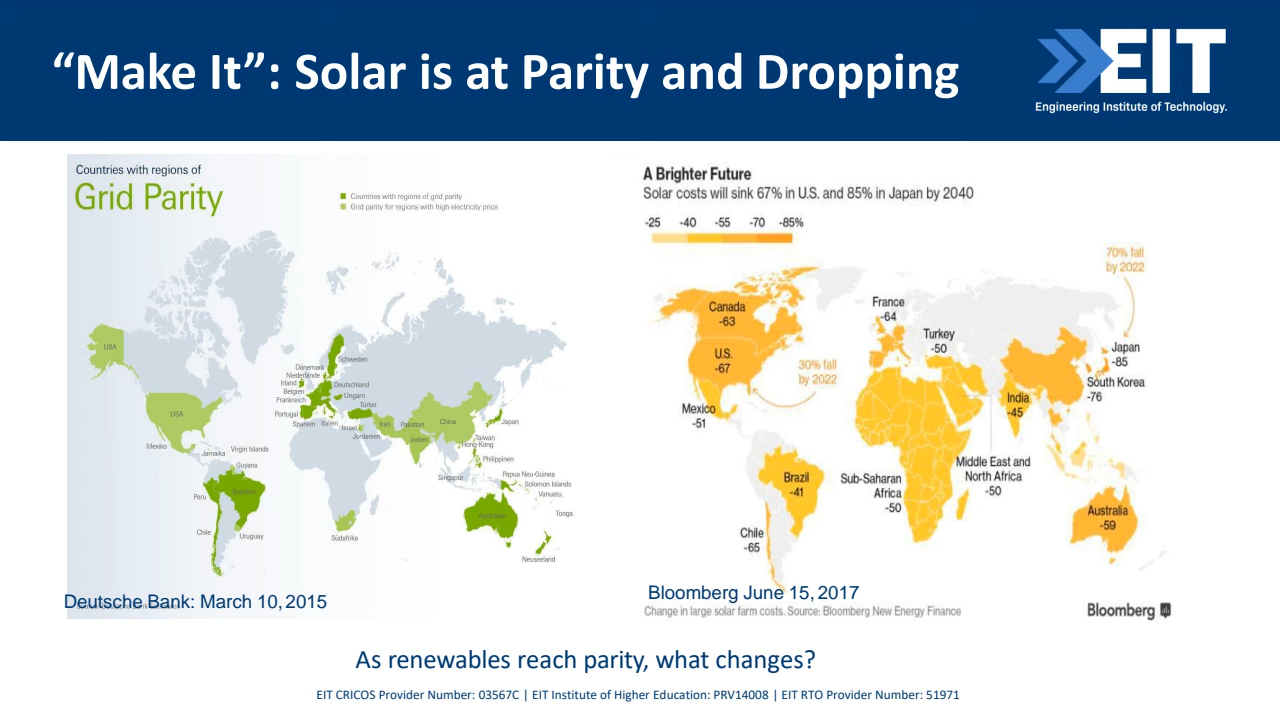 “Make It”: Solar is at Parity and Dropping
EIT
Engineering Institute of Technology.
Countries with regions of
Grid Parity
Countries with regions of grid parity
Grid parity for regions with high electricity price
USA
USA
Mexiko
Jamaika
Virgin Islands
Guyana
Peru
Brasilien
Chile
Uruguay
Schweden
Dänemark
Niederlande
Irland
Belgien
Frankreich
Deutschland
Ungarn
Türkei
Portugal
Spanien
Italien
Israel
Jordanien
Iran
Pakistan
Indien
China
Japan
Taiwan
Hong-Kong
Philippinen
Singapur
Papua Neu-Guinea
Solomon Islands
Vanuatu
Tonga
Australien
Neuseeland
Südafrika
Deutsche Bank: March 10, 2015
A Brighter Future
Solar costs will sink 67% in U.S. and 85% in Japan by 2040
-25 -40 -55 -70 -85%
70% fall
by 2022
Canada
-63
France
-64
Turkey
-50
Japan
-85
U.S.
-67
30% fall
by 2022
South Korea
-76
India
-45
Mexico
-51
Middle East and
North Africa
-50
Brazil
-41
Sub-Saharan
Africa
-50
Australia
-59
Chile
-65
Bloomberg June 15, 2017
Change in large solar farm costs. Source: Bloomberg New Energy Finance
Bloomberg
As renewables reach parity, what changes?
EIT CRICOS Provider Number: 03567C | EIT Institute of Higher Education: PRV14008 | EIT RTO Provider Number: 51971